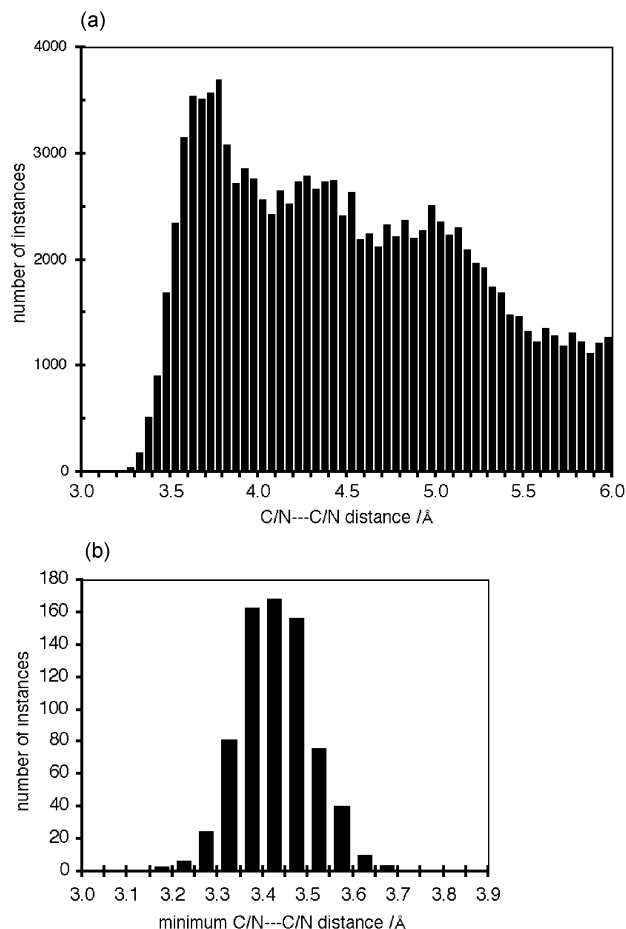 (a)
4000
3000
2000
1000
0
number of instances
3.0 3.5 4.0 4.5 5.0 5.5 6.0
C/N---C/N distance /Å
(b)
180
160
140
120
100
80
60
40
20
0
number of instances
3.0 3.1 3.2 3.3 3.4 3.5 3.6 3.7 3.8 3.9
minimum C/N---C/N distance /Å